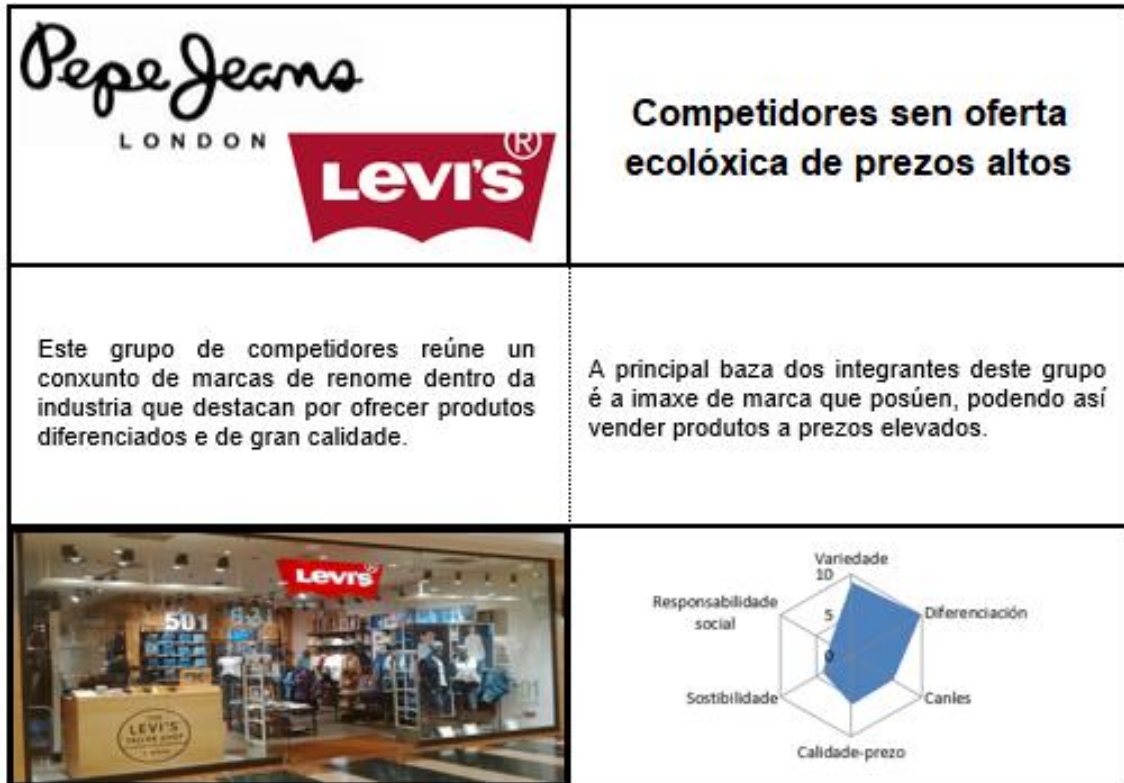 Pepe Jeans
LONDON
LEVI'S®
Competidores sen oferta
ecolóxica de prezos altos
Este grupo de competidores reúne un
conxunto de marcas de renome dentro da
industria que destacan por ofrecer produtos
diferenciados e de gran calidade.
A principal baza dos integrantes deste grupo
é a imaxe de marca que posúen, podendo así
vender produtos a prezos elevados.
LEVI'S
501
LEVI'S
TAILOR SHOP
Variedade
10
Responsabilidade
social
5
Diferenciación
0
Sostibilidade
Canles
Calidade-prezo